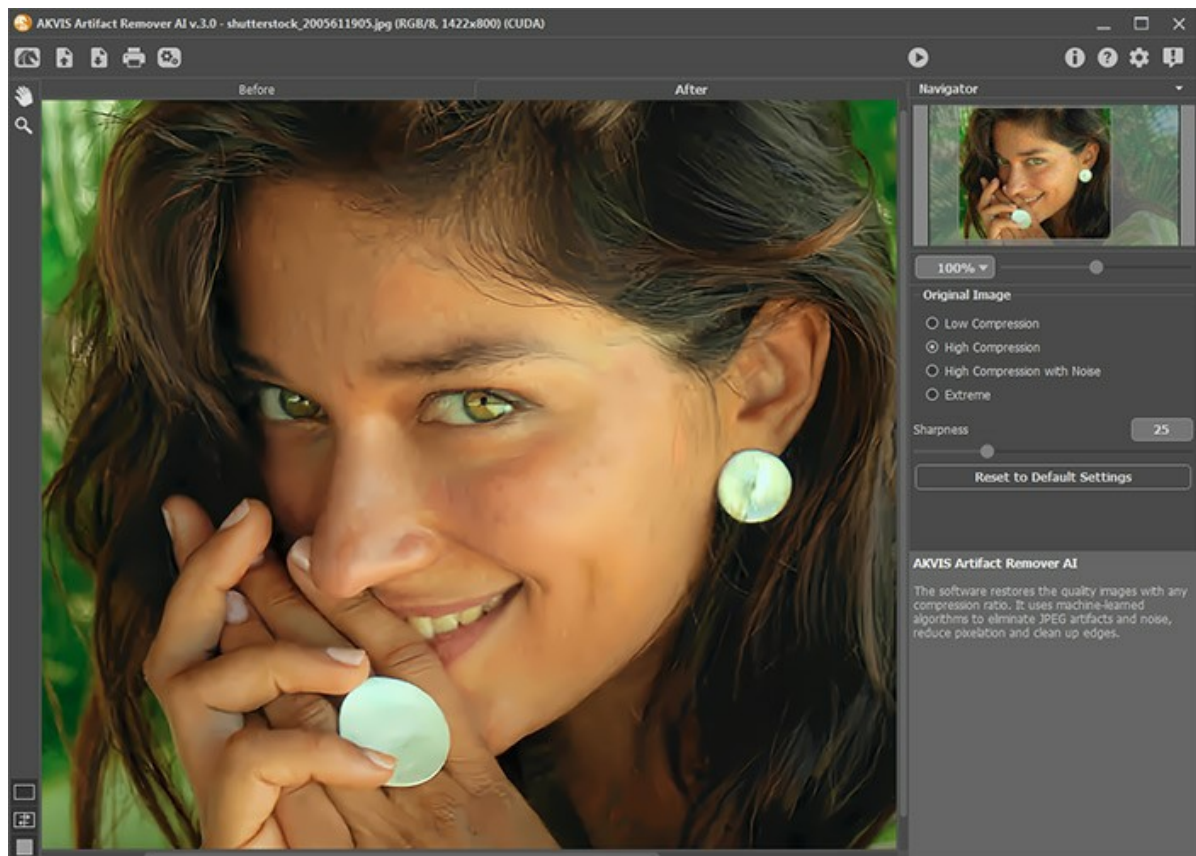 AKVIS Artifact Remover AI v.3.0 - shutterstock_2005611905.jpg (RGB/8, 1422x800) (CUDA)
Before
After
Navigator
100%
Original Image
Low Compression
High Compression
High Compression with Noise
Extreme
Sharpness
25
Reset to Default Settings
AKVIS Artifact Remover AI
The software restores the quality images with any
compression ratio. It uses machine-learned
algorithms to eliminate JPEG artifacts and noise,
reduce pixelation and clean up edges.